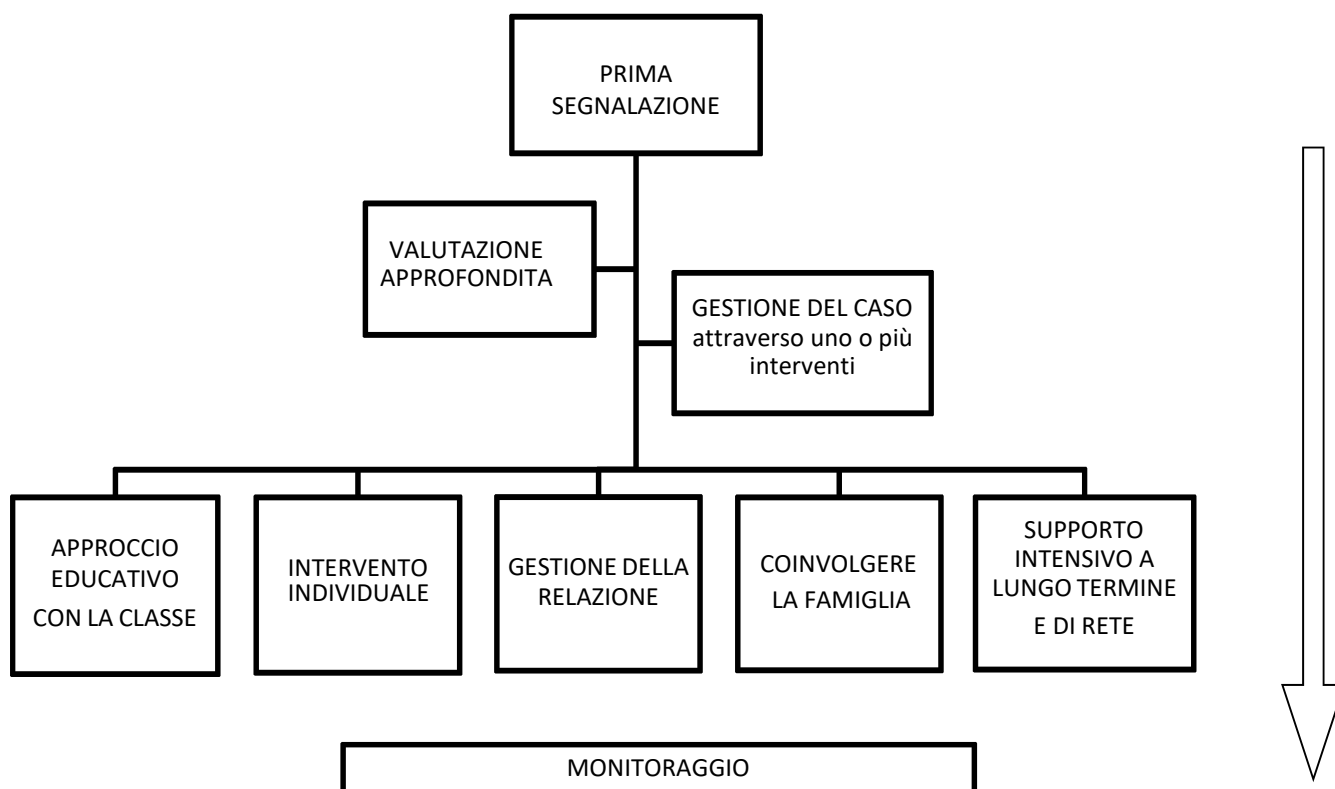 PRIMA
SEGNALAZIONE
VALUTAZIONE
APPROFONDITA
GESTIONE DEL CASO
attraverso uno o più
interventi
APPROCCIO
EDUCATIVO
CON LA CLASSE
INTERVENTO
INDIVIDUALE
GESTIONE DELLA
RELAZIONE
COINVOLGERE
LA FAMIGLIA
SUPPORTO
INTENSIVO A
LUNGO TERMINE
E DI RETE
MONITORAGGIO